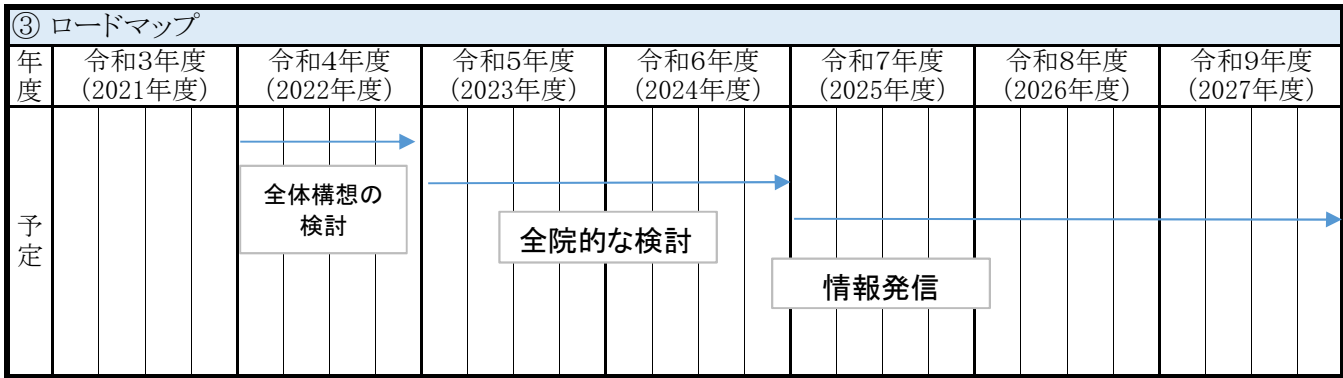 ③ ロードマップ
年度
令和3年度
(2021年度)
令和4年度
(2022年度)
令和5年度
(2023年度)
令和6年度
(2024年度)
令和7年度
(2025年度)
令和8年度
(2026年度)
令和9年度
(2027年度)
予定
全体構想の
検討
全院的な検討
情報発信